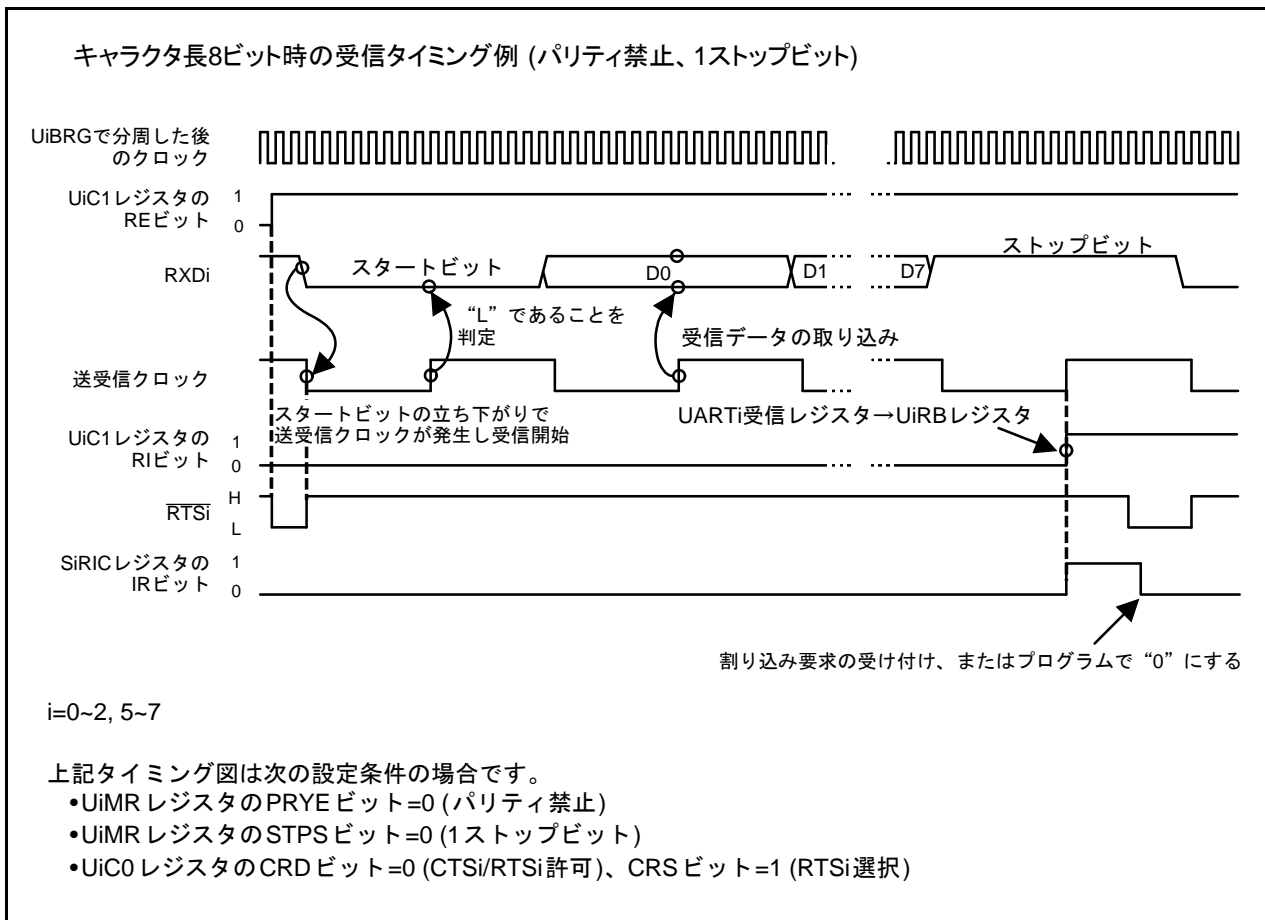 キャラクタ長8ビット時の受信タイミング例 (パリティ禁止、1ストップビット)
UiBRGで分周した後
のクロック
UiC1レジスタの
REビット
1
0
RXDi
スタートビット
D0
D1
D7
ストップビット
“L”であることを
判定
受信データの取り込み
送受信クロック
スタートビットの立ち下がりで
送受信クロックが発生し受信開始
UARTi受信レジスタ→UiRBレジスタ
UiC1レジスタの
RIビット
1
0
RTSi
H
L
SiRICレジスタの
IRビット
1
0
割り込み要求の受け付け、またはプログラムで“0”にする
i=0~2, 5~7
上記タイミング図は次の設定条件の場合です。
•UiMRレジスタのPRYEビット=0 (パリティ禁止)
•UiMRレジスタのSTPSビット=0 (1ストップビット)
•UiC0レジスタのCRDビット=0 (CTSi/RTSi許可)、CRSビット=1 (RTSi選択)